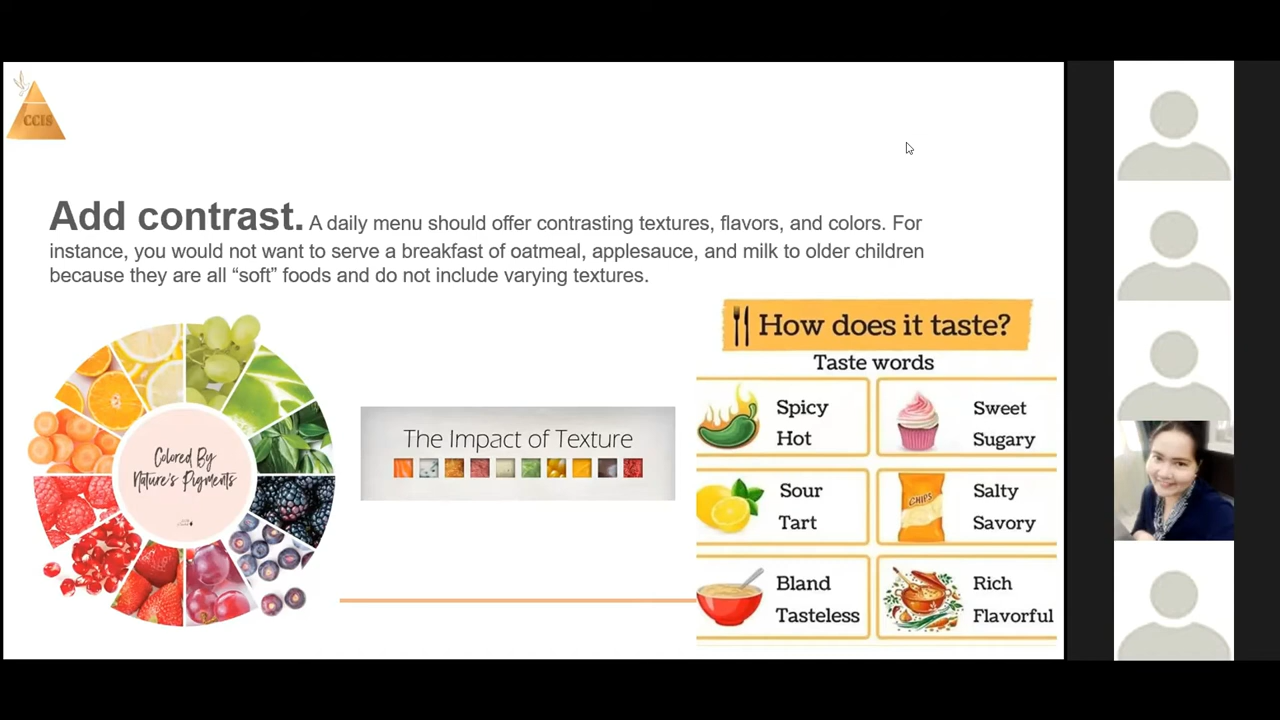 CCIS
Add contrast. A daily menu should offer contrasting textures, flavors, and colors. For
instance, you would not want to serve a breakfast of oatmeal, applesauce, and milk to older children
because they are all “soft” foods and do not include varying textures.
Colored By
Nature's Pigments
The Impact of Texture
How does it taste?
Taste words
Spicy
Hot
Sweet
Sugary
Sour
Tart
CHIPS
Salty
Savory
Bland
Tasteless
Rich
Flavorful